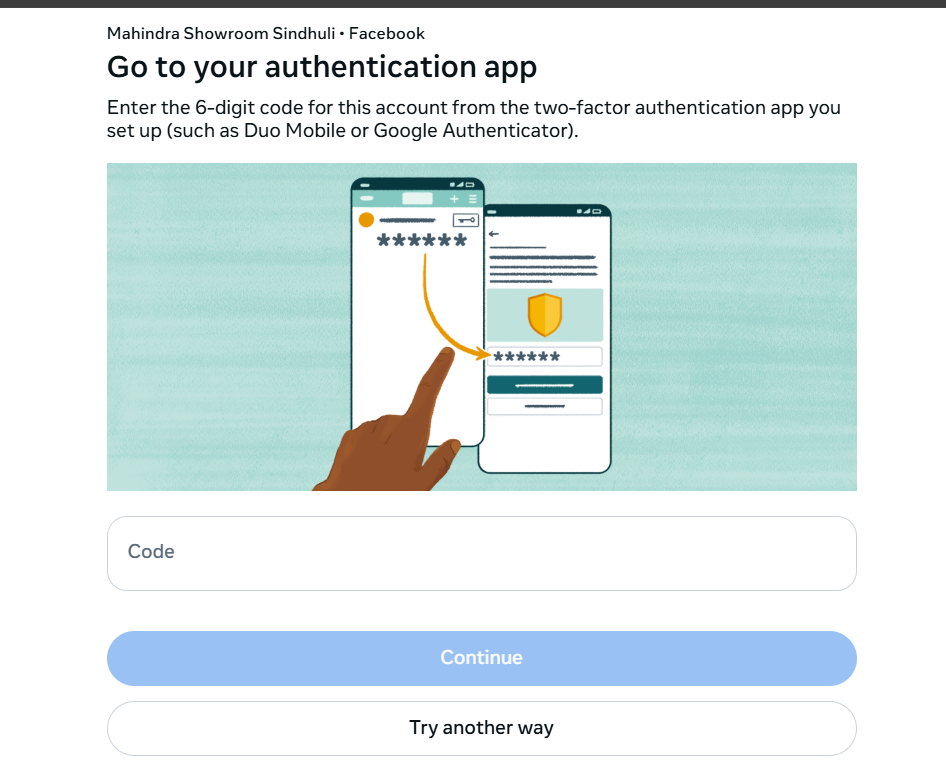 Mahindra Showroom Sindhuli • Facebook
Go to your authentication app
Enter the 6-digit code for this account from the two-factor authentication app you
set up (such as Duo Mobile or Google Authenticator).
******
******
Code
Continue
Try another way